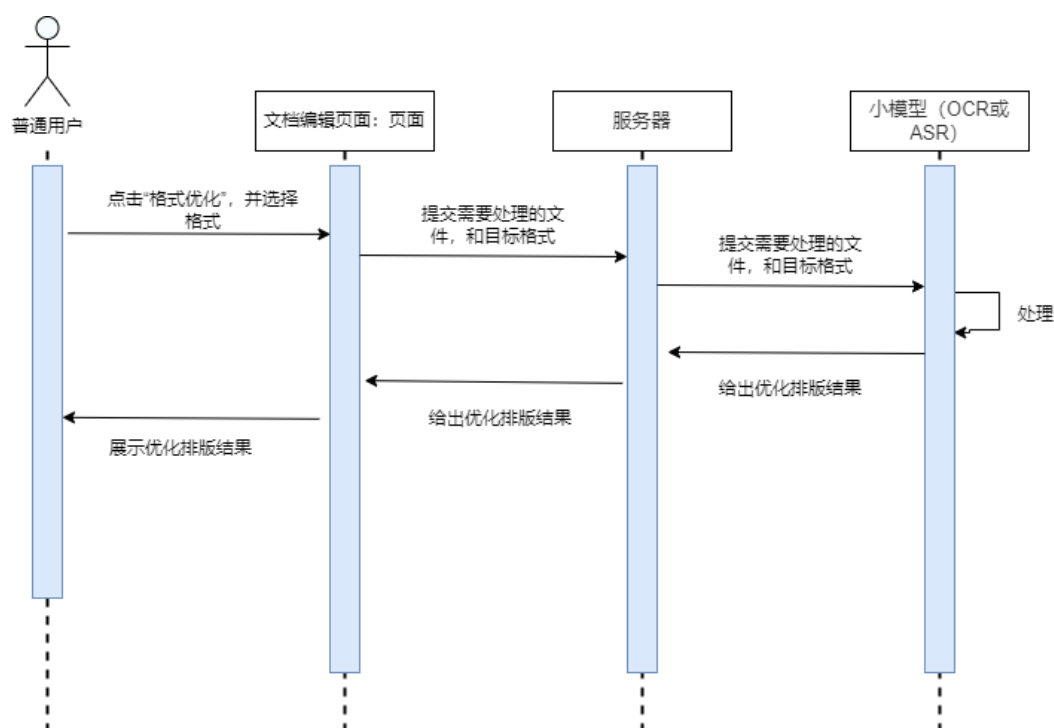 普通用户
文档编辑页面：页面
服务器
小模型（OCR或
ASR）
点击“格式优化”，并选择
格式
提交需要处理的文
件，和目标格式
提交需要处理的文
件，和目标格式
处理
给出优化排版结果
给出优化排版结果
展示优化排版结果